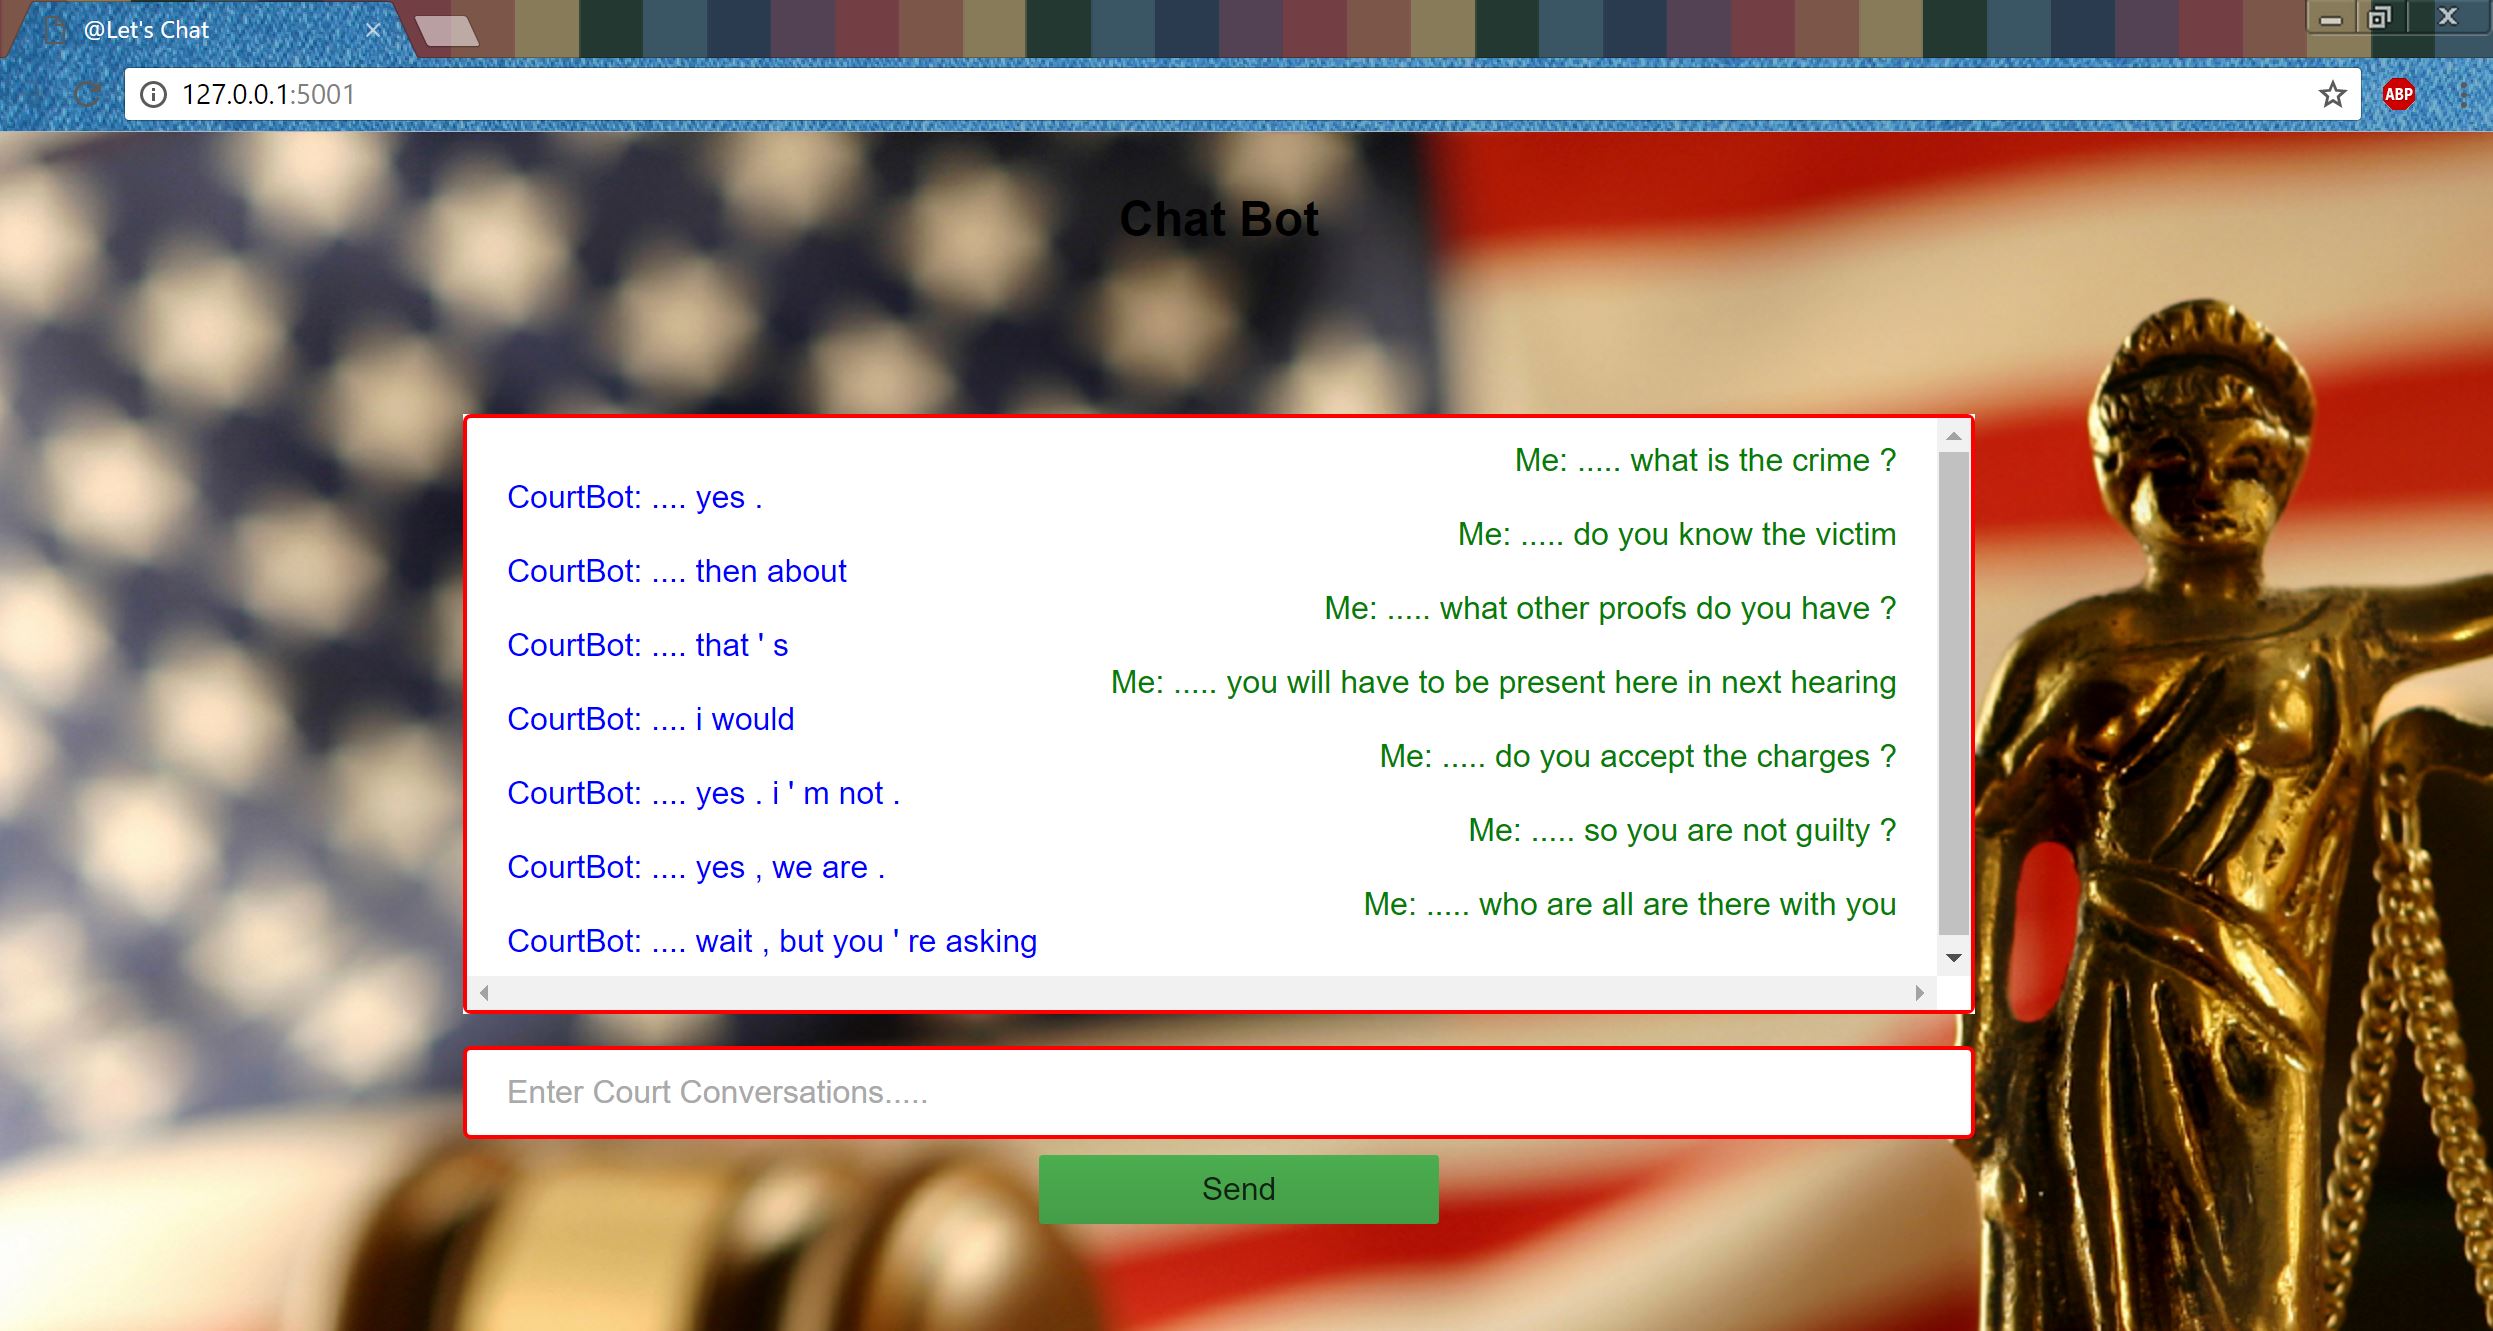 @Let's Chat
127.0.0.1:5001
ABP
Chat Bot
Me: ..... what is the crime ?
CourtBot: .... yes .
Me: ..... do you know the victim
CourtBot: .... then about
Me: ..... what other proofs do you have ?
CourtBot: .... that ' s
Me: ..... you will have to be present here in next hearing
CourtBot: .... i would
Me: ..... do you accept the charges ?
CourtBot: .... yes . i ' m not .
Me: ..... so you are not guilty ?
CourtBot: .... yes , we are .
Me: ..... who are all are there with you
CourtBot: .... wait , but you ' re asking
Enter Court Conversations.....
Send